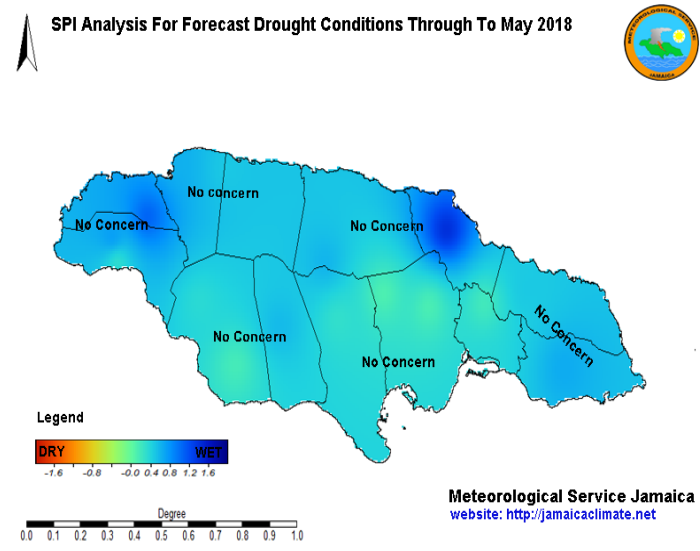 SPI Analysis For Forecast Drought Conditions Through To May 2018
METEOROLOGICAL SERVICE
JAMAICA
No concern
No Concern
No Concern
No Concern
No Concern
No Concern
Legend
DRY WET
-1.6 -0.8 -0.0 0.4 0.8 1.2 1.6
Meteorological Service Jamaica
website: http://jamaicaclimate.net
Degree
0.0 0.1 0.2 0.3 0.4 0.5 0.6 0.7 0.8 0.9 1.0